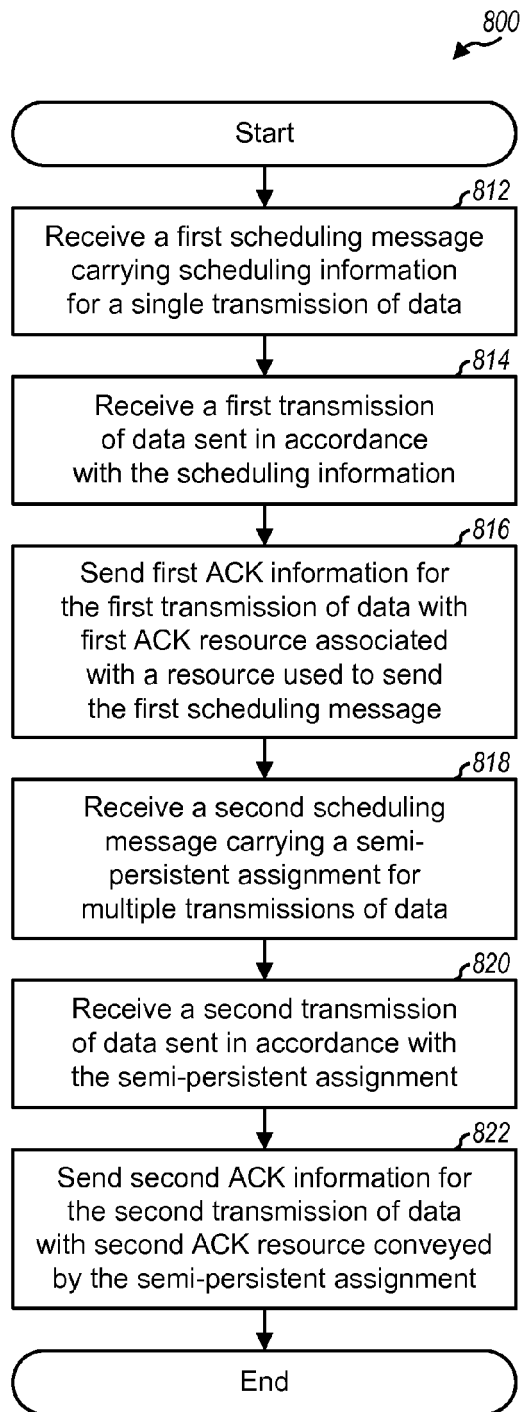 800
Start
812
Receive a first scheduling message
carrying scheduling information
for a single transmission of data
814
Receive a first transmission
of data sent in accordance
with the scheduling information
816
Send first ACK information for
the first transmission of data with
first ACK resource associated
with a resource used to send
the first scheduling message
818
Receive a second scheduling
message carrying a semi-
persistent assignment for
multiple transmissions of data
820
Receive a second transmission
of data sent in accordance with
the semi-persistent assignment
822
Send second ACK information for
the second transmission of data
with second ACK resource conveyed
by the semi-persistent assignment
End